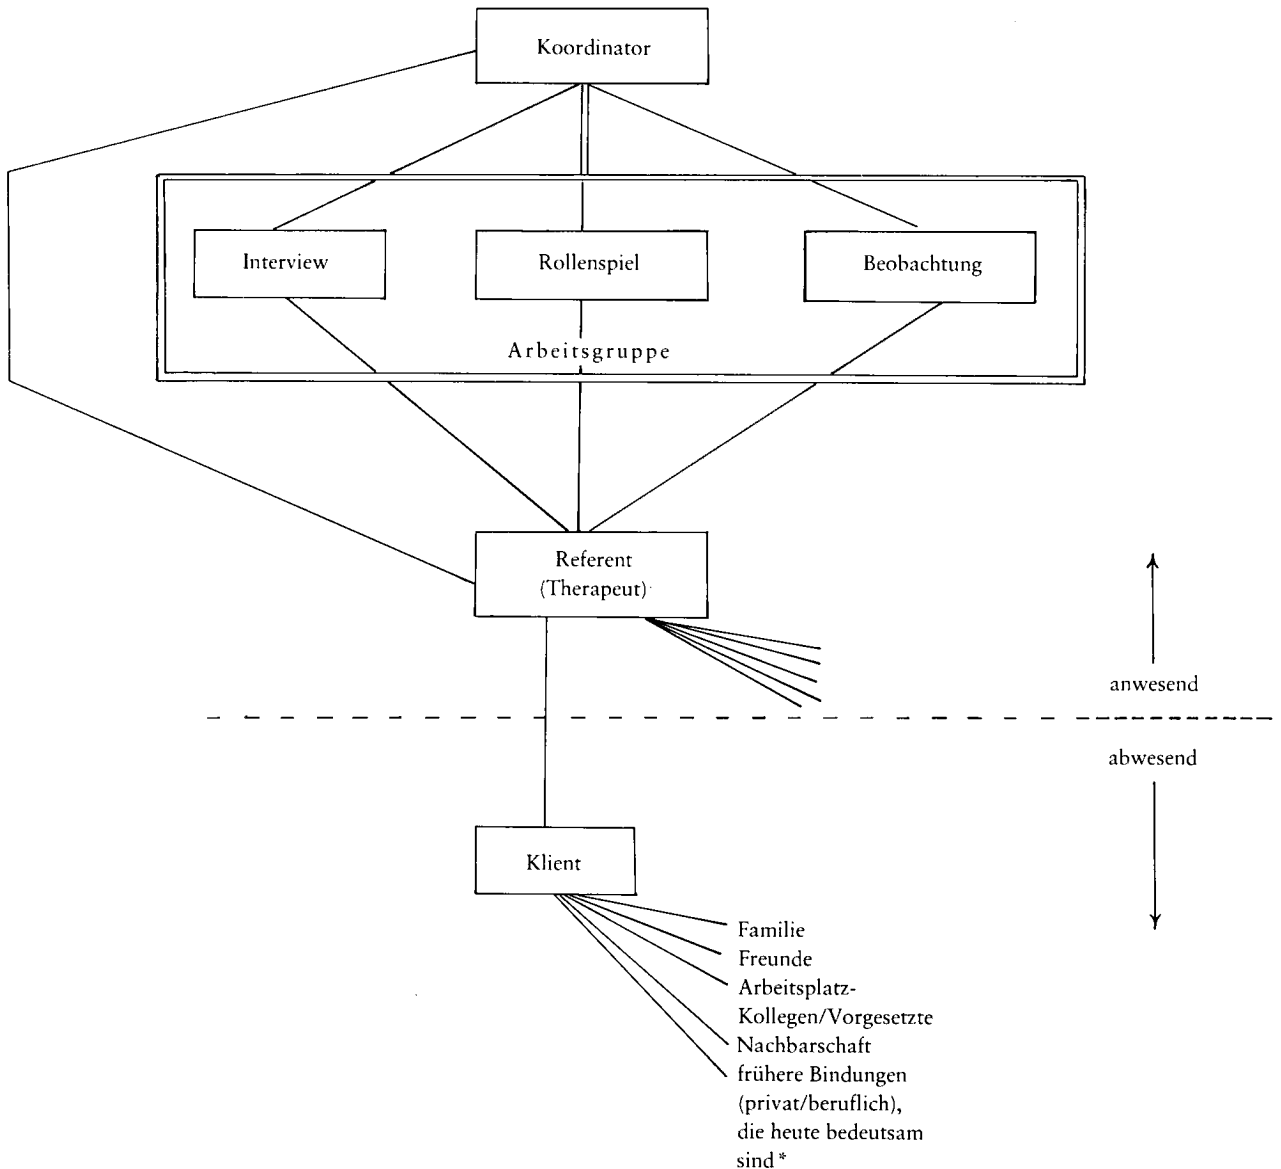 Koordinator
Interview
Rollenspiel
Beobachtung
Arbeitsgruppe
Referent
(Therapeut)
anwesend
abwesend
Klient
Familie
Freunde
Arbeitsplatz-
Kollegen/Vorgesetzte
Nachbarschaft
frühere Bindungen
(privat/beruflich),
die heute bedeutsam
sind *